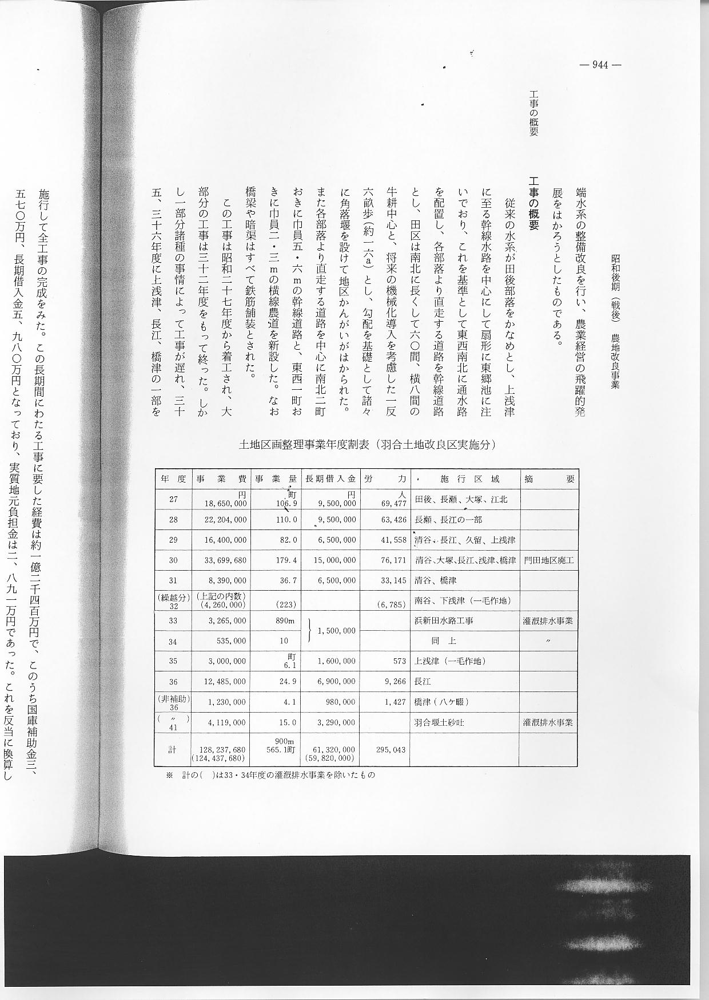 — 944 —
昭和後期(戦後) 農地改良事業
工事の概要
端水系の整備改良を行い、農業経営の飛躍的発
展をはかろうとしたものである。
工事の概要
従来の水系が田後部落をかなめとし、上浅津
に至る幹線水路を中心にして扇形に東郷池に注
いでおり、これを基準として東西南北に通水路
を配置し、各部落より直走する道路を幹線道路
とし、田区は南北に長くして六〇間、横八間の
牛耕中心と、将来の機械化導入を考慮した一反
六畝歩(約一六a)とし、勾配を基礎として諸々
に角落堰を設けて地区かんがいがはかられた。
また各部落より直走する道路を中心に南北二町
おきに巾員五・六mの幹線道路と、東西一町お
きに巾員二・三mの横線農道を新設した。なお
橋梁や暗渠はすべて鉄筋舗装とされた。
この工事は昭和二十七年度から着工され、大
部分の工事は三十二年度をもって終った。しか
し一部分諸種の事情によって工事が遅れ、三十
五、三十六年度に上浅津、長江、橋津の一部を
土地区画整理事業年度割表(羽合土地改良区実施分)
年度 事業費 事業量 長期借入金 労力 施行区域 摘要
27 円 18,650,000 町 106.9 円 9,500,000 人 69,477 田後、長瀬、大塚、江北
28 22,204,000 110.0 9,500,000 63,426 長瀬、長江の一部
29 16,400,000 82.0 6,500,000 41,558 清谷、長江、久留、上浅津
30 33,699,680 179.4 15,000,000 76,171 清谷、大塚、長江、浅津、橋津 門田地区廃工
31 8,390,000 36.7 6,500,000 33,145 清谷、橋津
(繰越分) 32 (上記の内数) (4,260,000) (223) (6,785) 南谷、下浅津(一毛作地)
33 3,265,000 890m 1,500,000 浜新田水路工事 灌漑排水事業
34 535,000 10 同上 〃
35 3,000,000 町 6.1 1,600,000 573 上浅津(一毛作地)
36 12,485,000 24.9 6,900,000 9,266 長江
(非補助) 36 1,230,000 4.1 980,000 1,427 橋津(八ケ畷)
(〃) 41 4,119,000 15.0 3,290,000 羽合堰土砂吐 灌漑排水事業
計 128,237,680 (124,437,680) 900m 565.1町 61,320,000 (59,820,000) 295,043
※ 計の( )は33・34年度の灌漑排水事業を除いたもの
施行して全工事の完成をみた。この長期間にわたる工事に要した経費は約一億二千四百万円で、このうち国庫補助金三、
五七〇万円、長期借入金五、九八〇万円となっており、実質地元負担金は二、八九一万円であった。これを反当に換算し